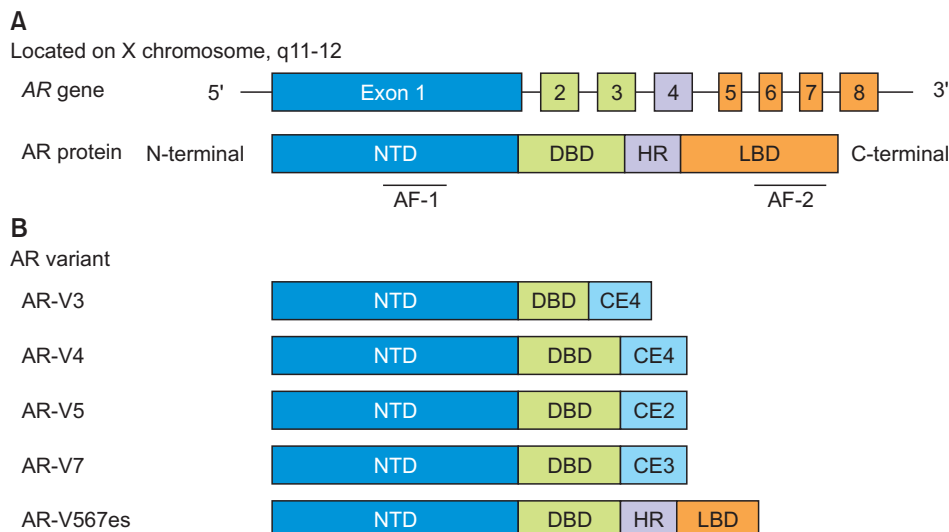 A
Located on X chromosome, q11-12
AR gene 5' Exon 1 2 3 4 5 6 7 8 3'
AR protein N-terminal NTD DBD HR LBD C-terminal
AF-1 AF-2
B
AR variant
AR-V3 NTD DBD CE4
AR-V4 NTD DBD CE4
AR-V5 NTD DBD CE2
AR-V7 NTD DBD CE3
AR-V567es NTD DBD HR LBD